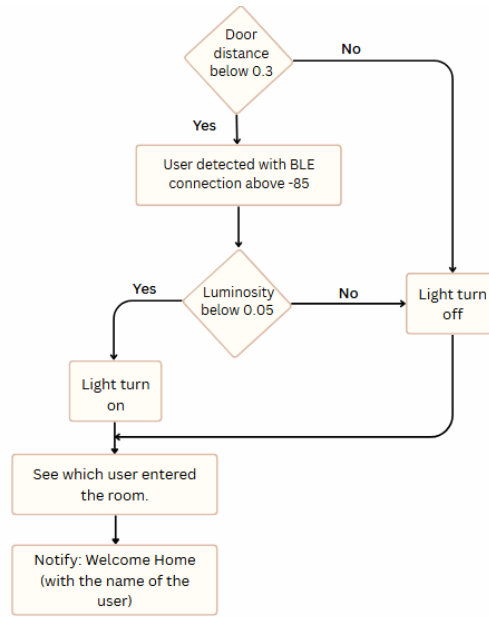 Door
distance
below 0.3
No
Yes
User detected with BLE
connection above -85
Yes
Luminosity
below 0.05
No
Light turn
off
Light turn
on
See which user entered
the room.
Notify: Welcome Home
(with the name of the
user)